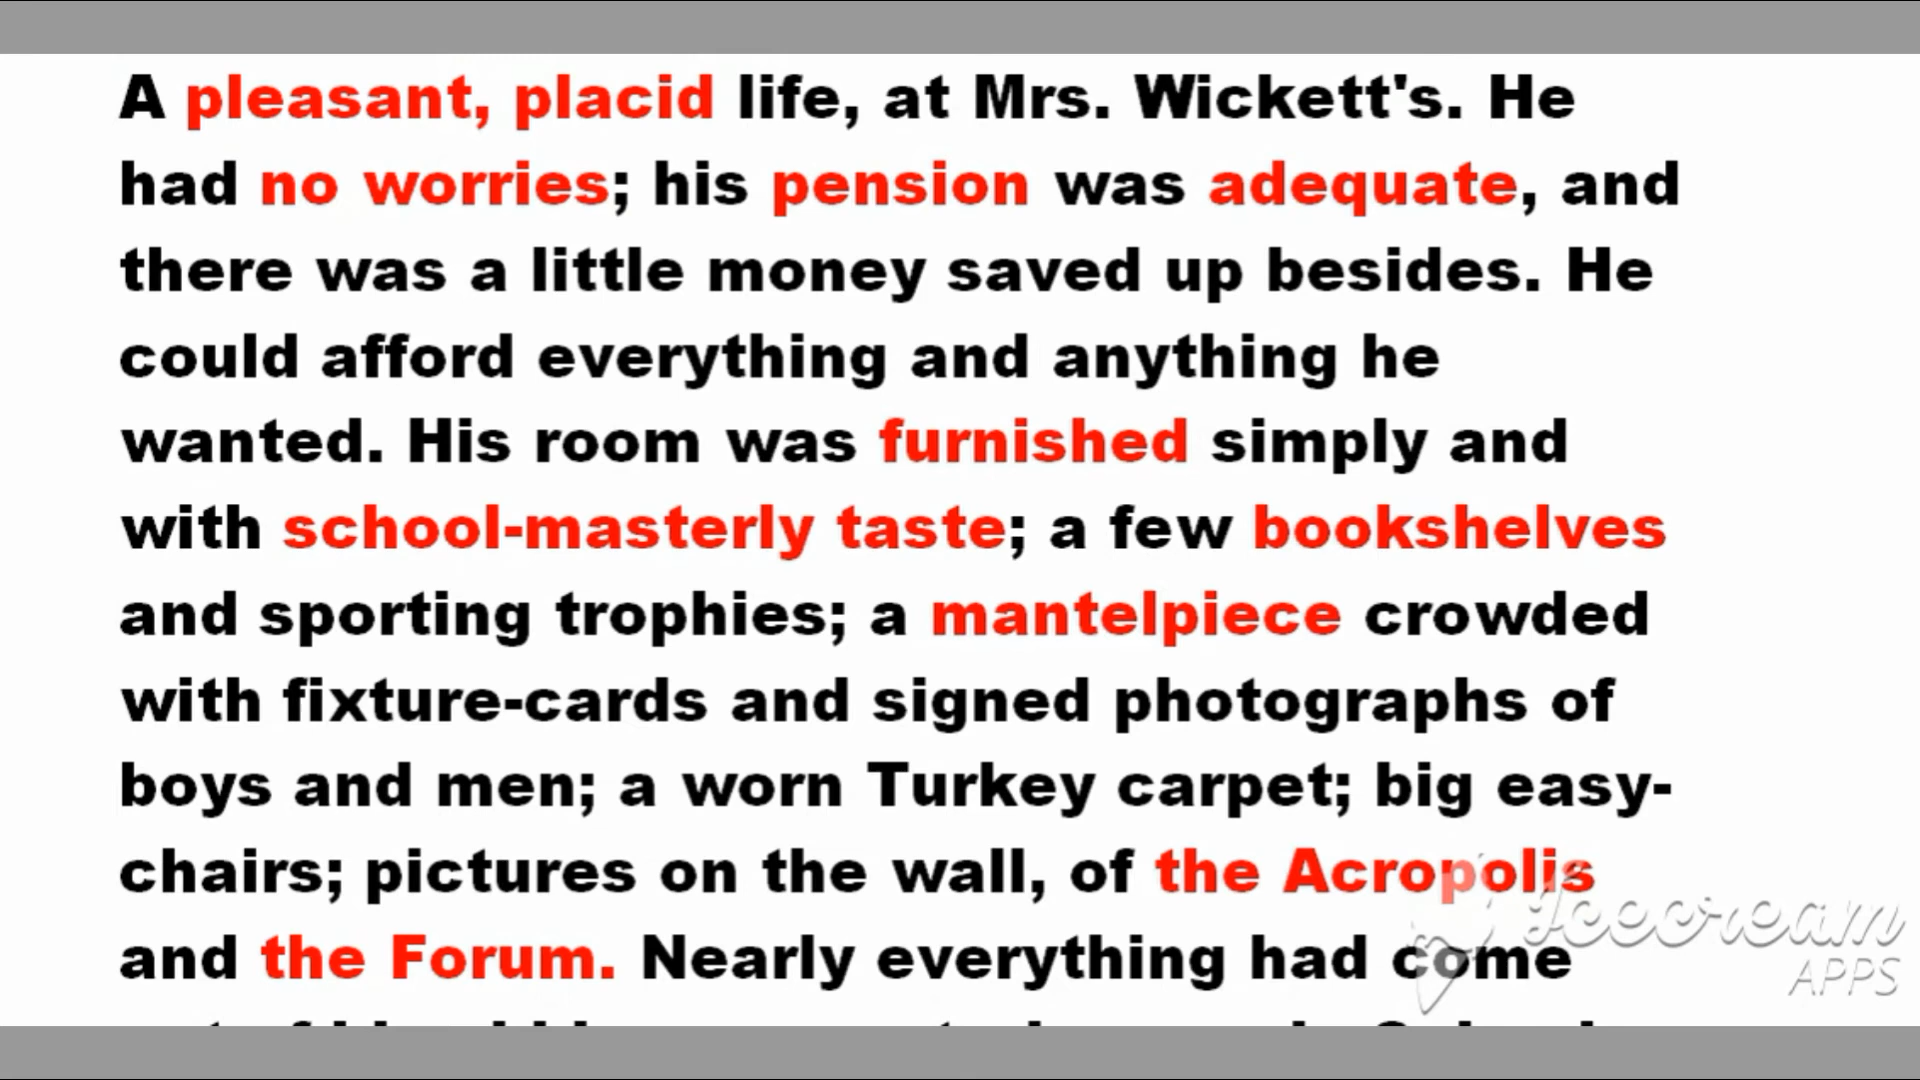 A pleasant, placid life, at Mrs. Wickett's. He
had no worries; his pension was adequate, and
there was a little money saved up besides. He
could afford everything and anything he
wanted. His room was furnished simply and
with school-masterly taste; a few bookshelves
and sporting trophies; a mantelpiece crowded
with fixture-cards and signed photographs of
boys and men; a worn Turkey carpet; big easy-
chairs; pictures on the wall, of the Acropolis
and the Forum. Nearly everything had come
Icecream
APPS